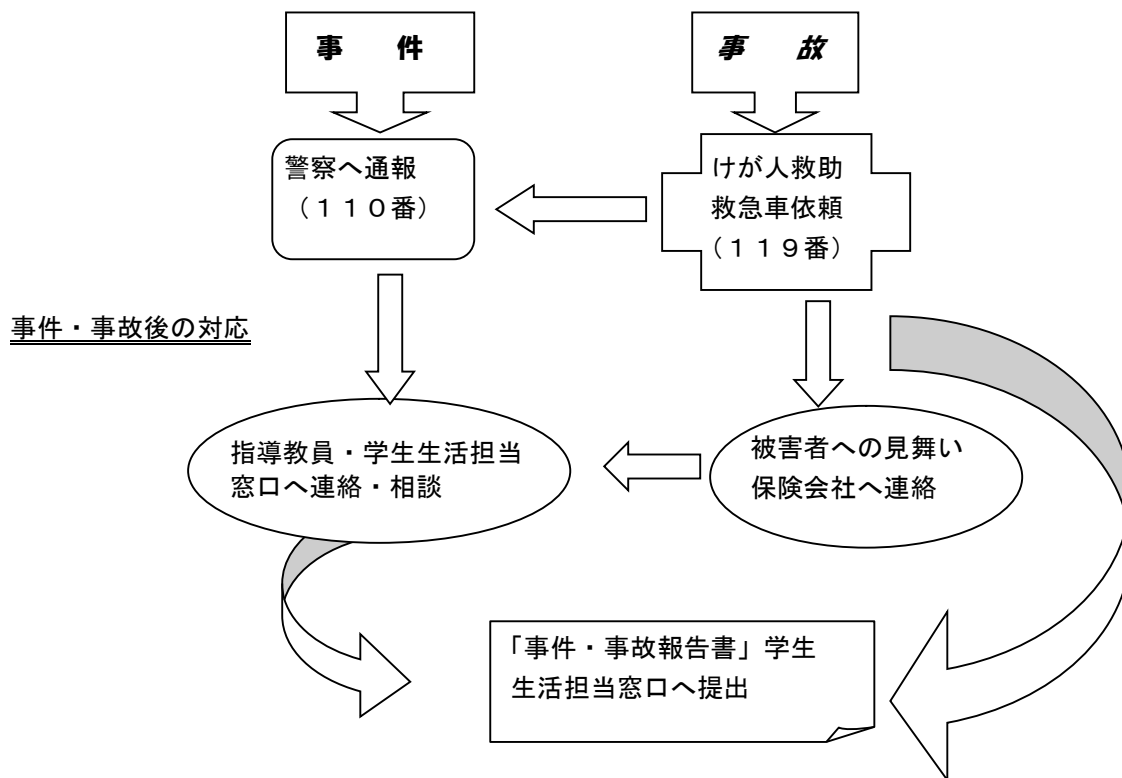 事　件
事　故
警察へ通報
（１１０番）
けが人救助
救急車依頼
（１１９番）
事件・事故後の対応
指導教員・学生生活担当
窓口へ連絡・相談
被害者への見舞い
保険会社へ連絡
「事件・事故報告書」学生
生活担当窓口へ提出